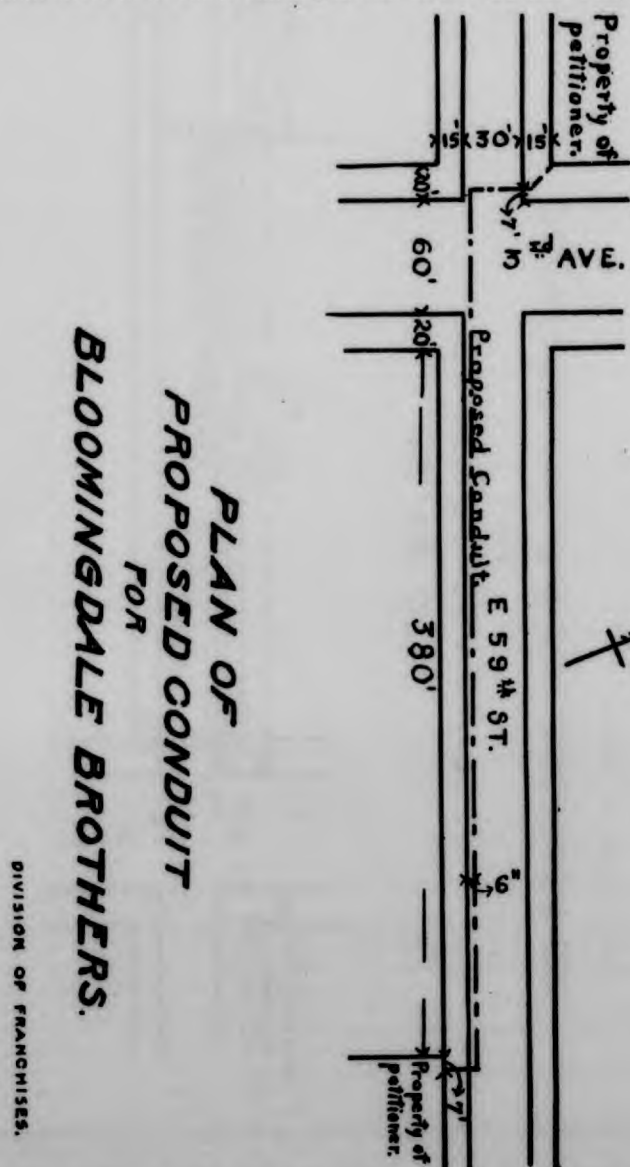 Property of
petitioner.
15' 30' 15'
20'
7'
3rd AVE.
60'
20'
Proposed Conduit.
E 59th ST.
380'
6"
7'
Property of
petitioner.
PLAN OF
PROPOSED CONDUIT
FOR
BLOOMINGDALE BROTHERS.
DIVISION OF FRANCHISES.